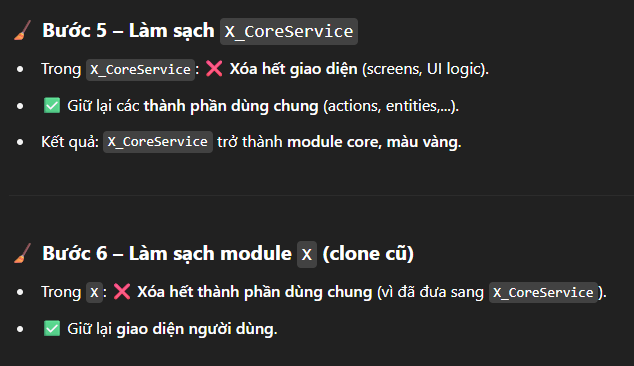 🧹 Bước 5 – Làm sạch X_CoreService
• Trong X_CoreService: ❌ Xóa hết giao diện (screens, UI logic).
• ✅ Giữ lại các thành phần dùng chung (actions, entities,...).
• Kết quả: X_CoreService trở thành module core, màu vàng.
🧹 Bước 6 – Làm sạch module X (clone cũ)
• Trong X: ❌ Xóa hết thành phần dùng chung (vì đã đưa sang X_CoreService).
• ✅ Giữ lại giao diện người dùng.